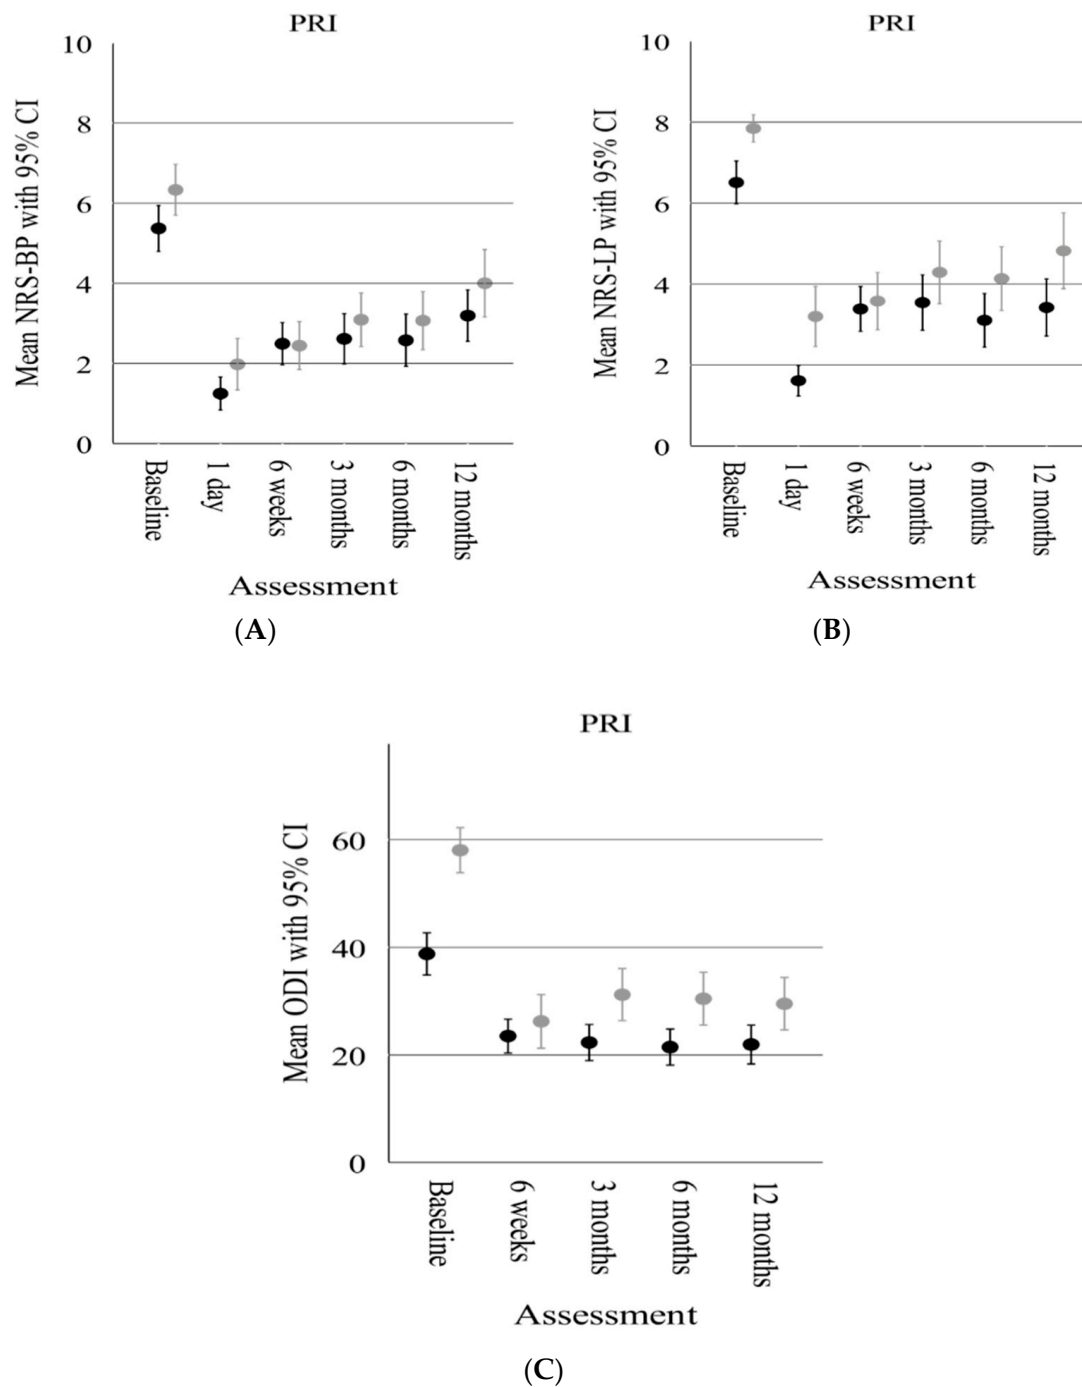 PRI
10
8
6
4
2
0
Mean NRS-BP with 95% CI
Baseline
1 day
6 weeks
3 months
6 months
12 months
Assessment
(A)
PRI
10
8
6
4
2
0
Mean NRS-LP with 95% CI
Baseline
1 day
6 weeks
3 months
6 months
12 months
Assessment
(B)
PRI
60
40
20
0
Mean ODI with 95% CI
Baseline
6 weeks
3 months
6 months
12 months
Assessment
(C)